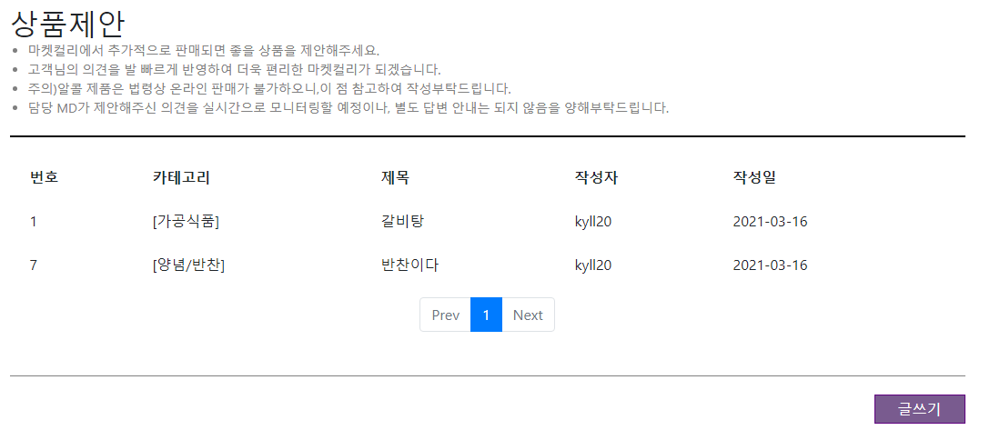 상품제안
마켓컬리에서 추가적으로 판매되면 좋을 상품을 제안해주세요.
고객님의 의견을 발 빠르게 반영하여 더욱 편리한 마켓컬리가 되겠습니다.
주의)알콜 제품은 법령상 온라인 판매가 불가하오니,이 점 참고하여 작성부탁드립니다.
담당 MD가 제안해주신 의견을 실시간으로 모니터링할 예정이나, 별도 답변 안내는 되지 않음을 양해부탁드립니다.
번호 카테고리 제목 작성자 작성일
1 [가공식품] 갈비탕 kyll20 2021-03-16
7 [양념/반찬] 반찬이다 kyll20 2021-03-16
Prev 1 Next
글쓰기